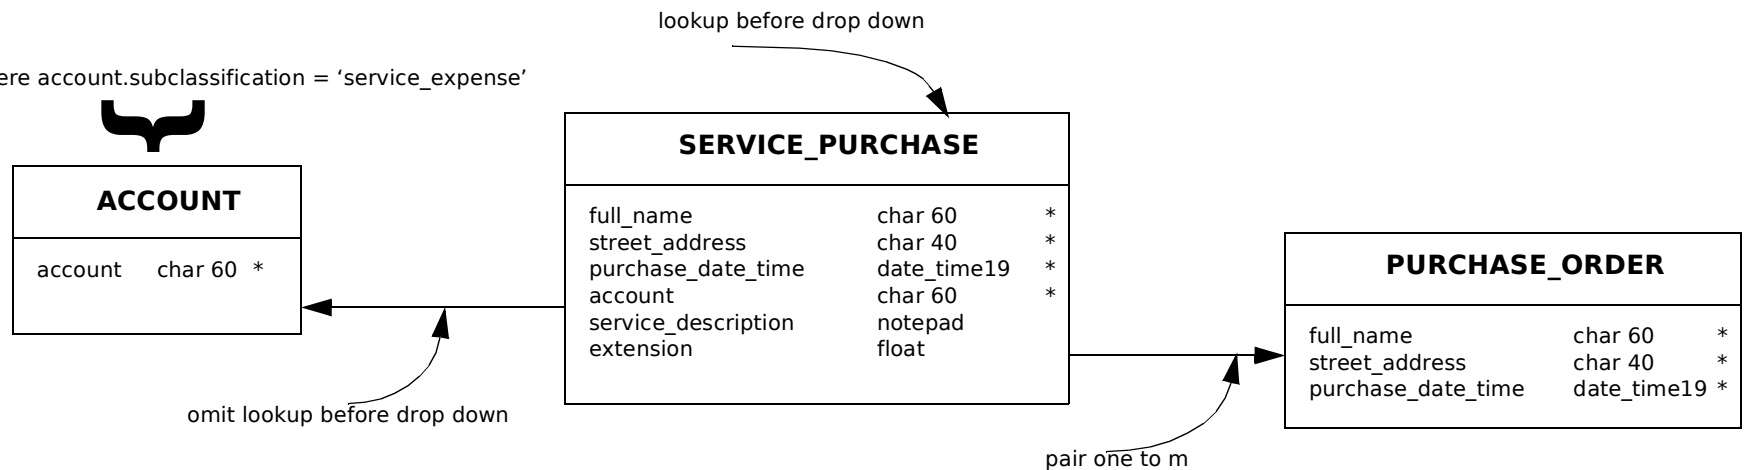 lookup before drop down
ere account.subclassification = ‘service_expense’
SERVICE_PURCHASE
full_name char 60 *
street_address char 40 *
purchase_date_time date_time19 *
account char 60 *
service_description notepad
extension float
ACCOUNT
account char 60 *
omit lookup before drop down
PURCHASE_ORDER
full_name char 60 *
street_address char 40 *
purchase_date_time date_time19 *
pair one to m